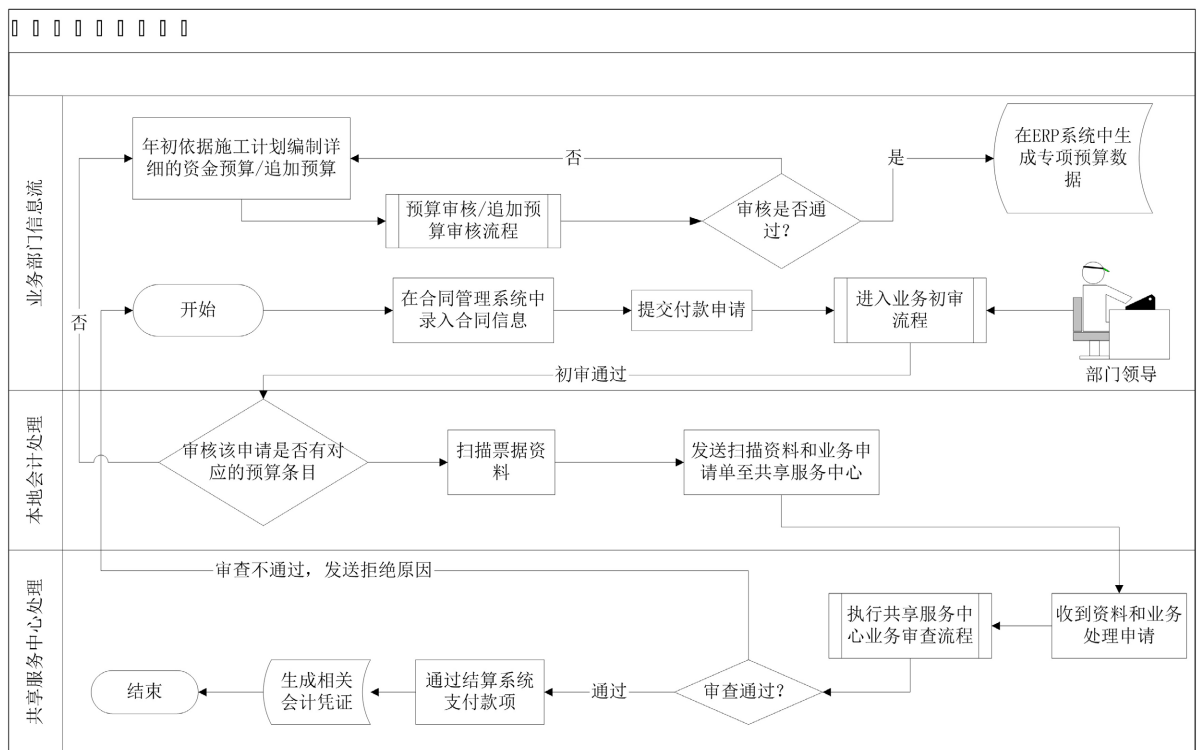 业务部门信息流
年初依据施工计划编制详
细的资金预算/追加预算
否
是
在ERP系统中生
成专项预算数
据
预算审核/追加预
算审核流程
审核是否通
过？
开始
在合同管理系统中
录入合同信息
提交付款申请
进入业务初审
流程
部门领导
否
初审通过
本地会计处理
审核该申请是否有对
应的预算条目
扫描票据资
料
发送扫描资料和业务申
请单至共享服务中心
共享服务中心处理
审查不通过，发送拒绝原因
执行共享服务中
心业务审查流程
收到资料和业务
处理申请
结束
生成相关
会计凭证
通过结算系统
支付款项
通过
审查通过？